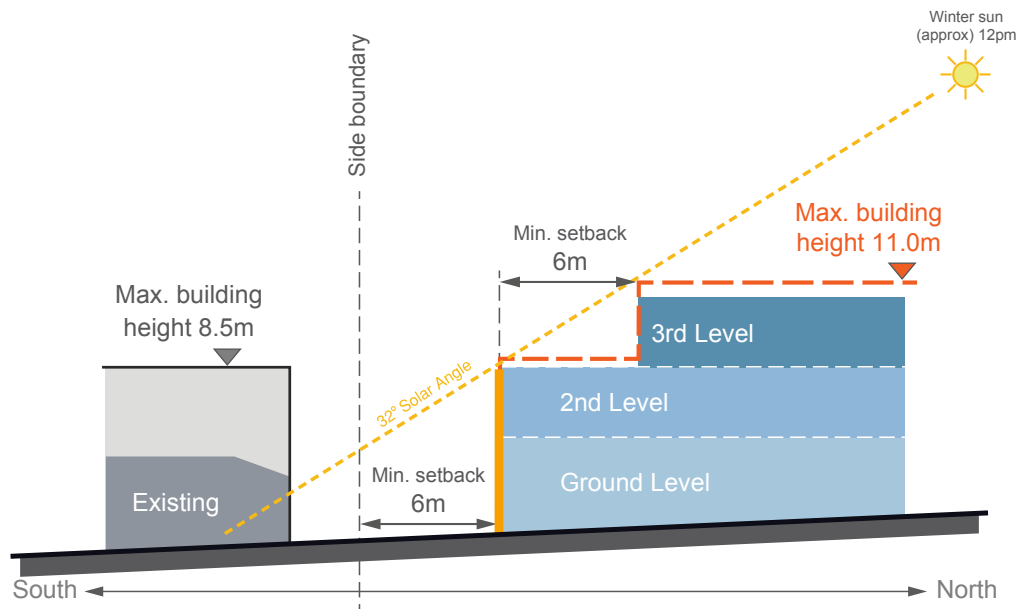 Winter sun
(approx) 12pm
Side boundary
Max. building
height 11.0m
Min. setback
6m
Max. building
height 8.5m
3rd Level
32° Solar Angle
2nd Level
Min. setback
6m
Ground Level
Existing
South
North